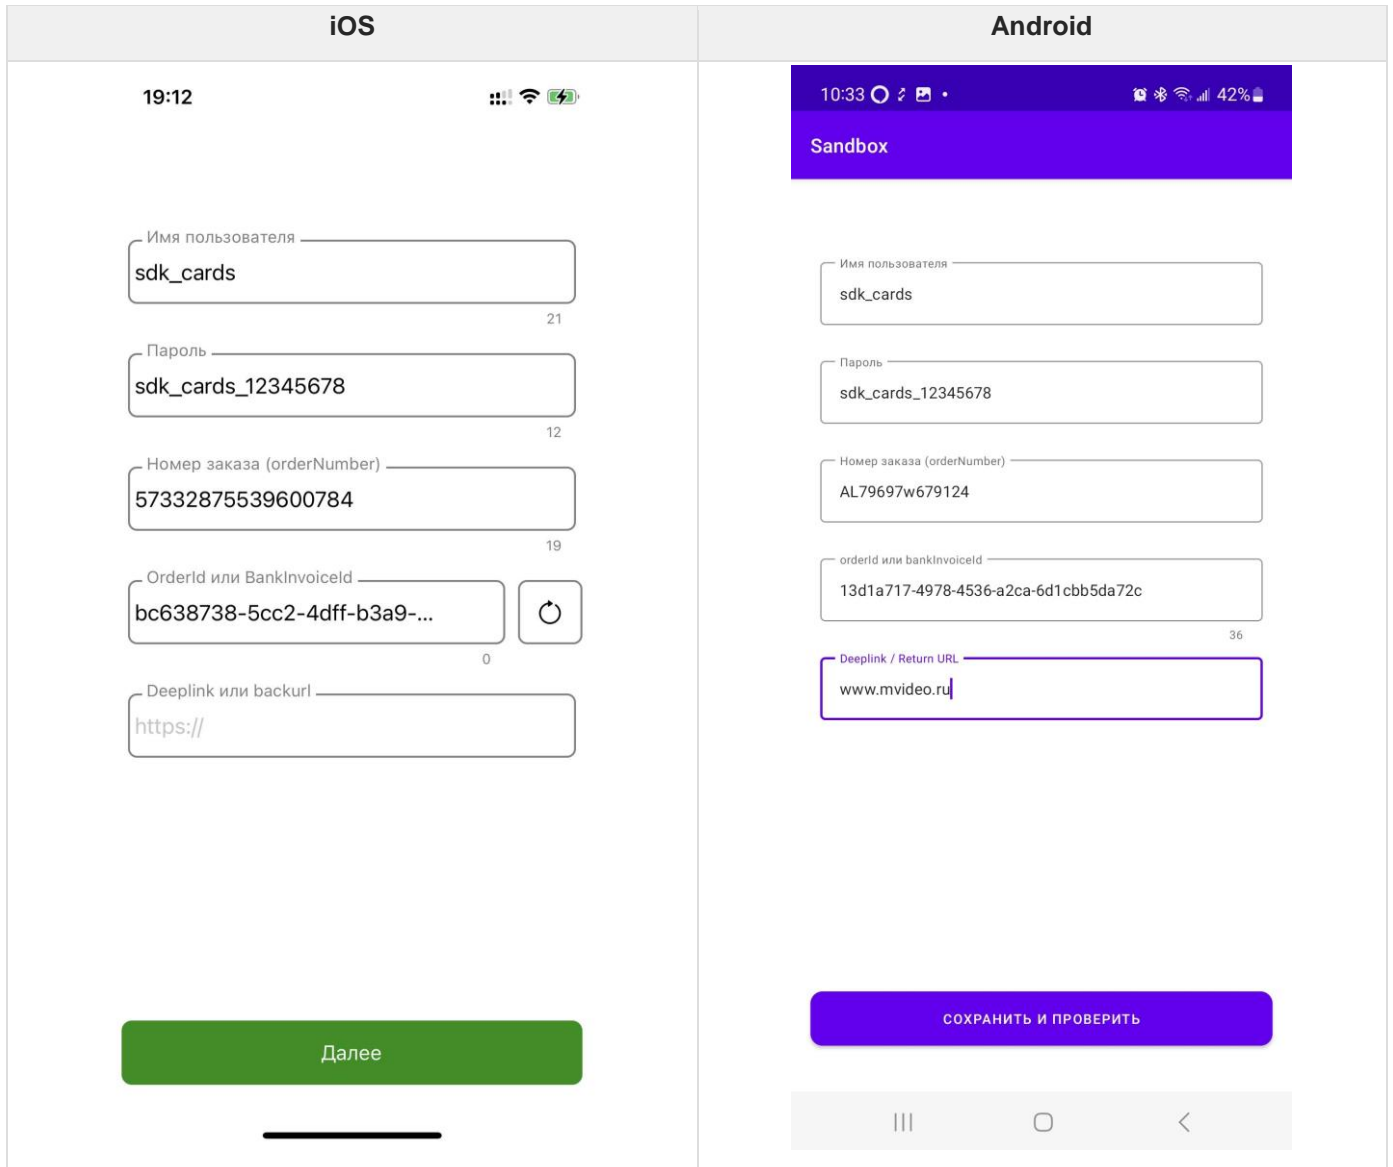 iOS
Android
19:12
Имя пользователя
sdk_cards
21
Пароль
sdk_cards_12345678
12
Номер заказа (orderNumber)
57332875539600784
19
OrderId или BankInvoiceId
bc638738-5cc2-4dff-b3a9-...
0
Deeplink или backurl
https://
Далее
10:33
42%
Sandbox
Имя пользователя
sdk_cards
Пароль
sdk_cards_12345678
Номер заказа (orderNumber)
AL79697w679124
orderId или bankInvoiceId
13d1a717-4978-4536-a2ca-6d1cbb5da72c
36
Deeplink / Return URL
www.mvideo.ru
СОХРАНИТЬ И ПРОВЕРИТЬ